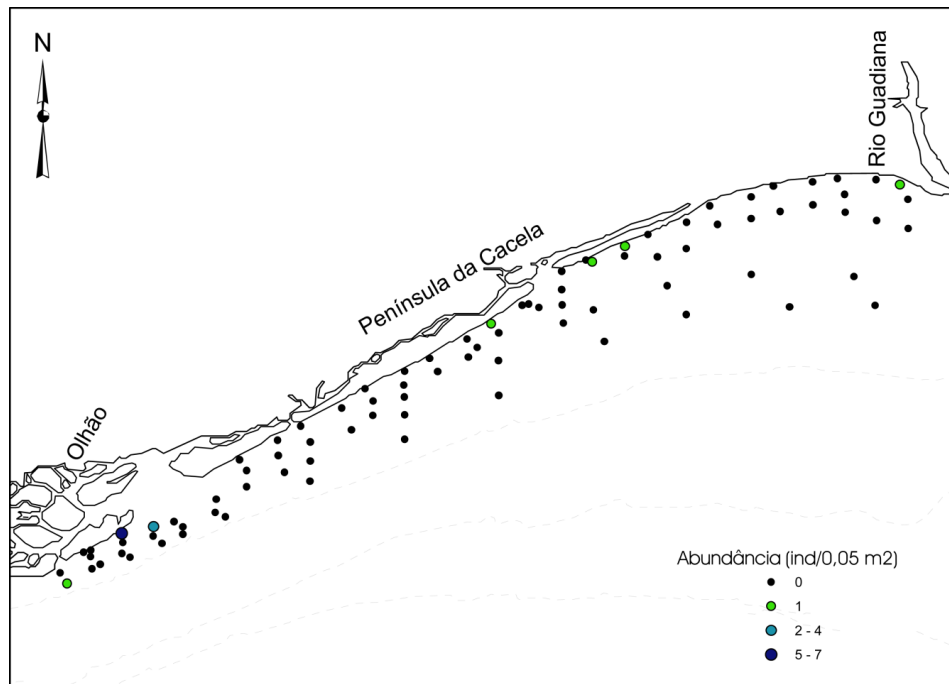 N
Rio Guadiana
Península da Cacela
Olhão
Abundância (ind/0,05 m2)
0
1
2 - 4
5 - 7